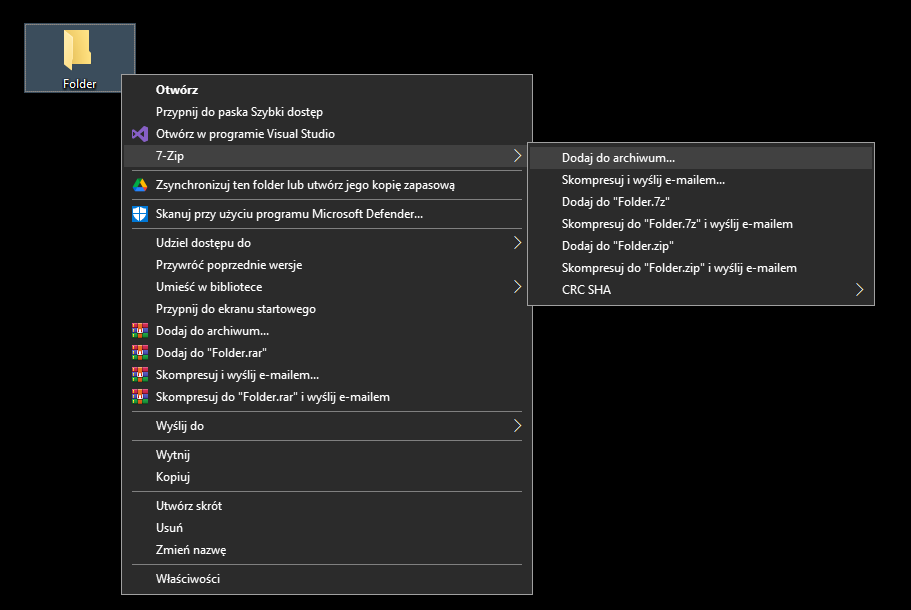 Folder
Otwórz
Przypnij do paska Szybki dostęp
Otwórz w programie Visual Studio
7-Zip
Zsynchronizuj ten folder lub utwórz jego kopię zapasową
Skanuj przy użyciu programu Microsoft Defender...
Udziel dostępu do
Przywróć poprzednie wersje
Umieść w bibliotece
Przypnij do ekranu startowego
Dodaj do archiwum...
Dodaj do "Folder.rar"
Skompresuj i wyślij e-mailem...
Skompresuj do "Folder.rar" i wyślij e-mailem
Wyślij do
Wytnij
Kopiuj
Utwórz skrót
Usuń
Zmień nazwę
Właściwości
Dodaj do archiwum...
Skompresuj i wyślij e-mailem...
Dodaj do "Folder.7z"
Skompresuj do "Folder.7z" i wyślij e-mailem
Dodaj do "Folder.zip"
Skompresuj do "Folder.zip" i wyślij e-mailem
CRC SHA